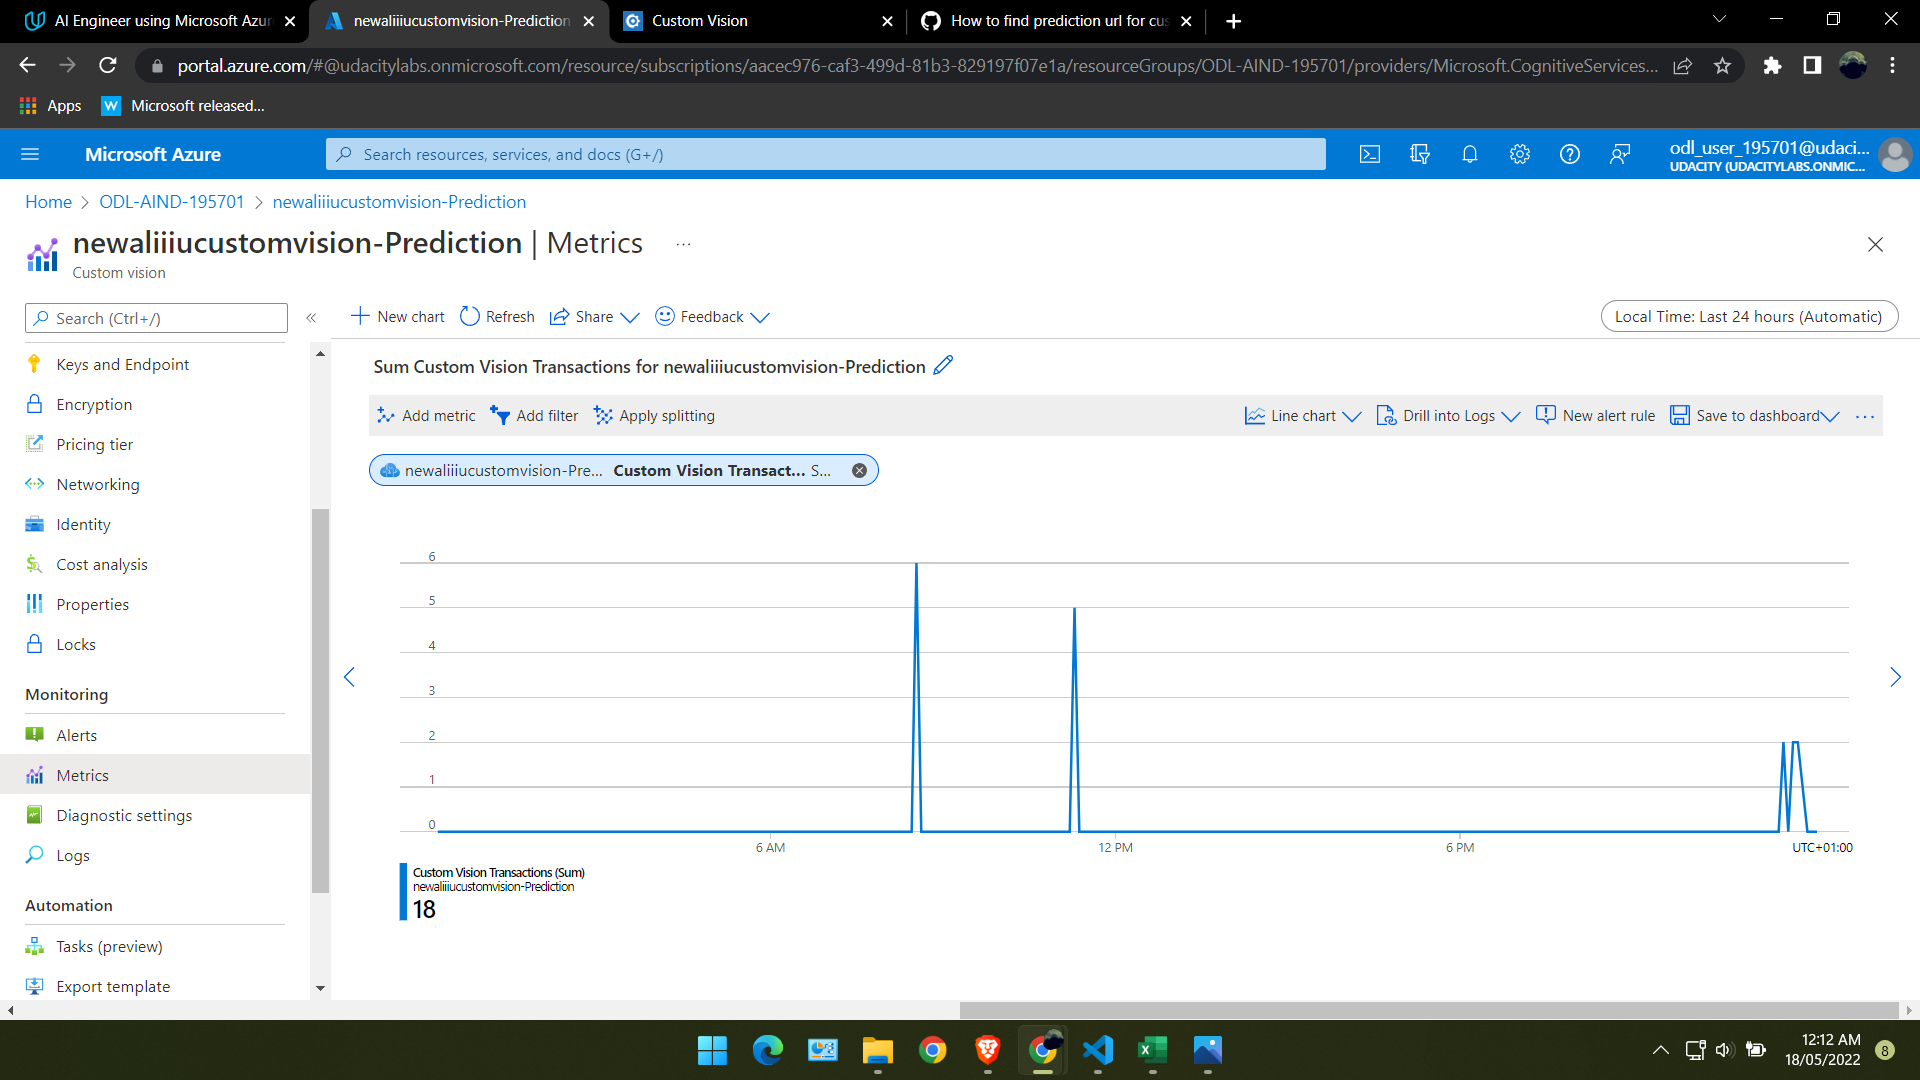 AI Engineer using Microsoft Azur
newaliiiucustomvision-Prediction
Custom Vision
How to find prediction url for cus
portal.azure.com/#@udacitylabs.onmicrosoft.com/resource/subscriptions/aacec976-caf3-499d-81b3-829197f07e1a/resourceGroups/ODL-AIND-195701/providers/Microsoft.CognitiveServices...
Apps
Microsoft released...
Microsoft Azure
Search resources, services, and docs (G+/)
odl_user_195701@udaci...
UDACITY (UDACITYLABS.ONMIC...
Home > ODL-AIND-195701 > newaliiiucustomvision-Prediction
newaliiiucustomvision-Prediction | Metrics ...
Custom vision
Search (Ctrl+/)
Keys and Endpoint
Encryption
Pricing tier
Networking
Identity
Cost analysis
Properties
Locks
Monitoring
Alerts
Metrics
Diagnostic settings
Logs
Automation
Tasks (preview)
Export template
New chart
Refresh
Share
Feedback
Local Time: Last 24 hours (Automatic)
Sum Custom Vision Transactions for newaliiiucustomvision-Prediction
Add metric
Add filter
Apply splitting
Line chart
Drill into Logs
New alert rule
Save to dashboard
...
newaliiiucustomvision-Pre... Custom Vision Transact... S...
6
5
4
3
2
1
0
6 AM
12 PM
6 PM
UTC+01:00
Custom Vision Transactions (Sum)
newaliiiucustomvision-Prediction
18
12:12 AM
18/05/2022
8